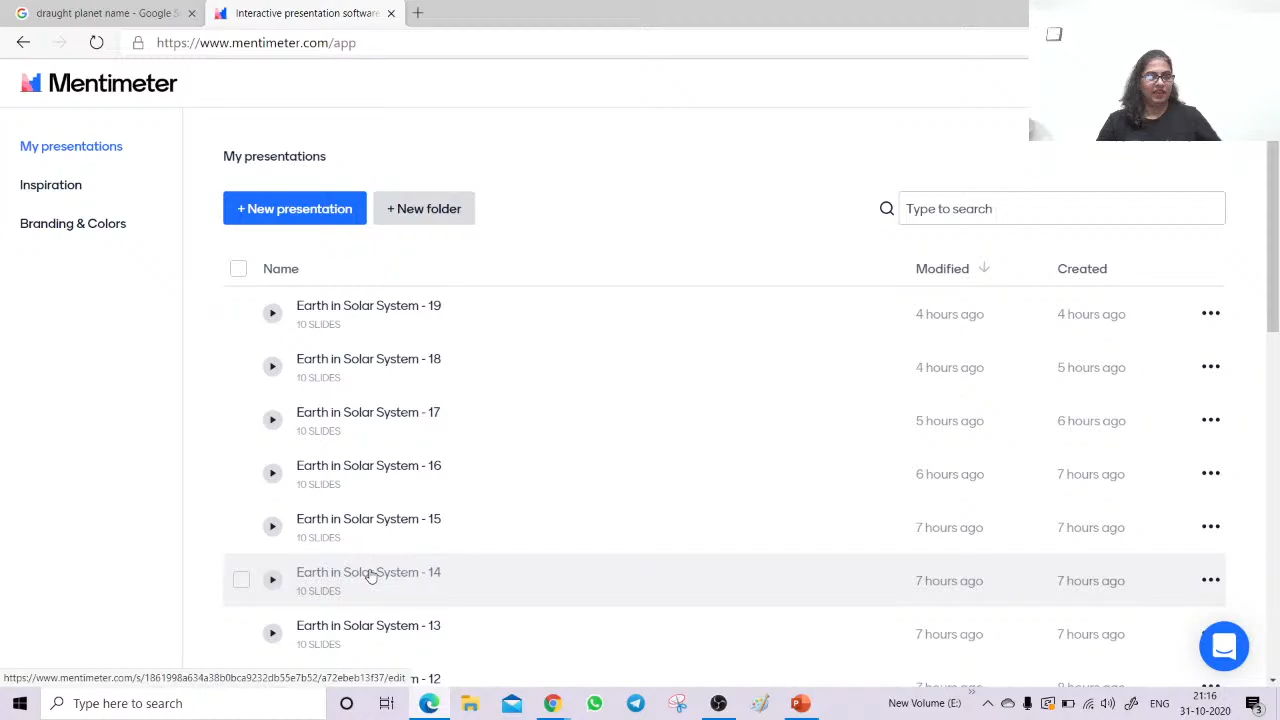 draught plane name - Google S
Interactive presentation software
https://www.mentimeter.com/app
Mentimeter
My presentations
Inspiration
Branding & Colors
My presentations
+ New presentation
+ New folder
Type to search
Name
Modified
Created
Earth in Solar System - 19
10 SLIDES
4 hours ago
4 hours ago
Earth in Solar System - 18
10 SLIDES
4 hours ago
5 hours ago
Earth in Solar System - 17
10 SLIDES
5 hours ago
6 hours ago
Earth in Solar System - 16
10 SLIDES
6 hours ago
7 hours ago
Earth in Solar System - 15
10 SLIDES
7 hours ago
7 hours ago
Earth in Solar System - 14
10 SLIDES
7 hours ago
7 hours ago
Earth in Solar System - 13
10 SLIDES
7 hours ago
7 hours ago
m - 12
https://www.mentimeter.com/s/1861998a634a38b0bca9232db55e7b52/a72ebeb13f37/edit
Type here to search
New Volume (E:)
ENG
21:16
31-10-2020
3